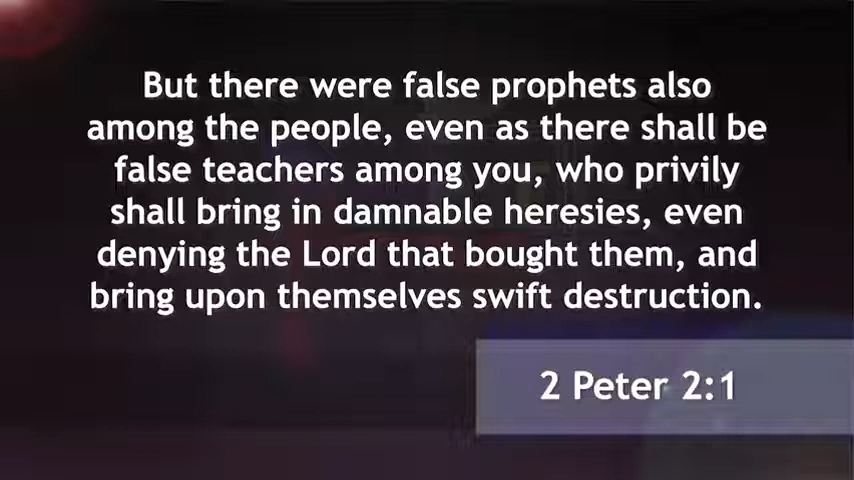 But there were false prophets also
among the people, even as there shall be
false teachers among you, who privily
shall bring in damnable heresies, even
denying the Lord that bought them, and
bring upon themselves swift destruction.
2 Peter 2:1